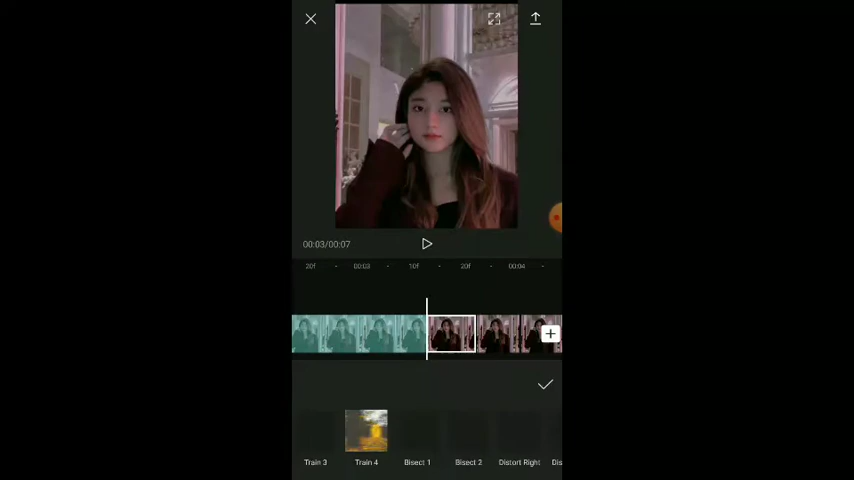 00:03/00:07
20f 00:03 10f 20f 00:04
Train 3 Train 4 Bisect 1 Bisect 2 Distort Right Dis